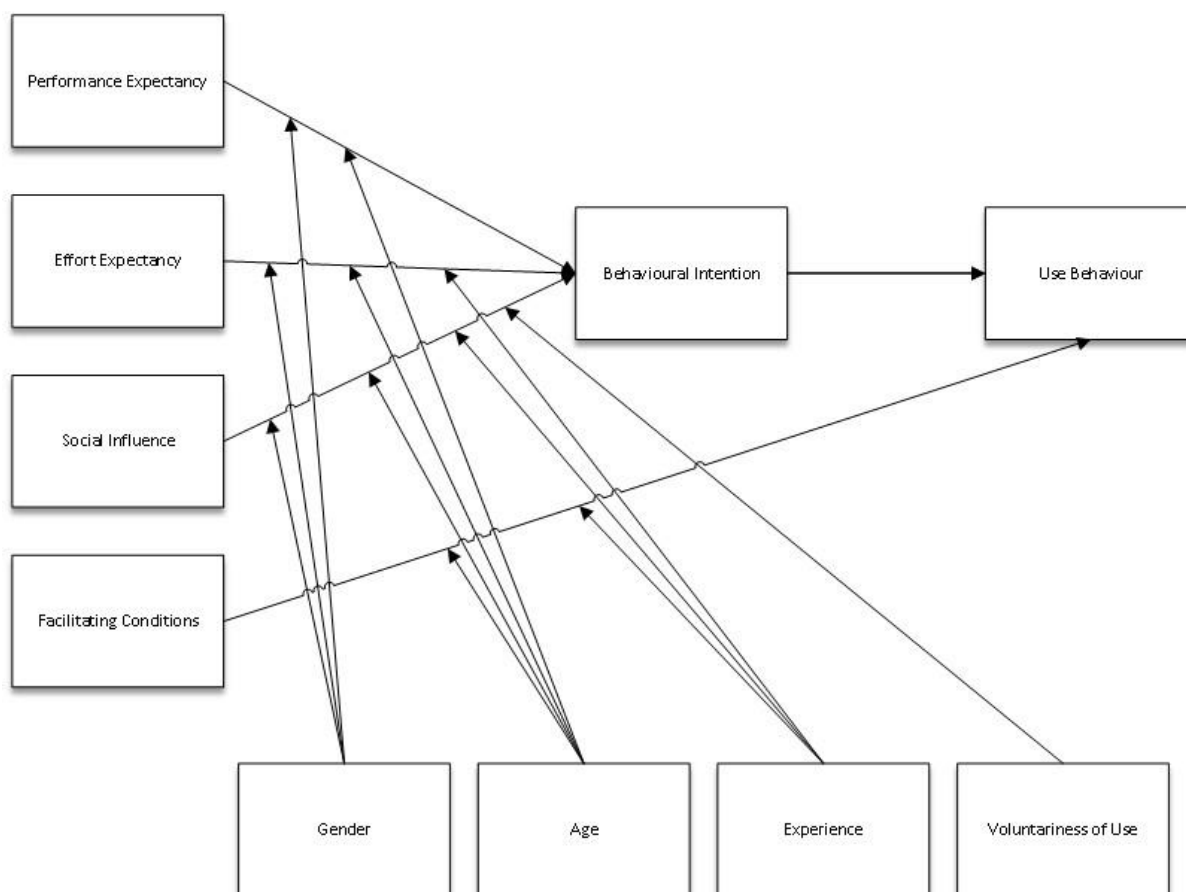 Performance Expectancy
Effort Expectancy
Behavioural Intention
Use Behaviour
Social Influence
Facilitating Conditions
Gender
Age
Experience
Voluntariness of Use